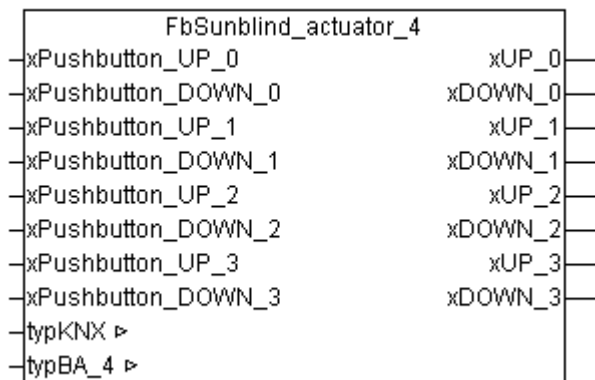 FbSunblind_actuator_4
xPushbutton_UP_0 xUP_0
xPushbutton_DOWN_0 xDOWN_0
xPushbutton_UP_1 xUP_1
xPushbutton_DOWN_1 xDOWN_1
xPushbutton_UP_2 xUP_2
xPushbutton_DOWN_2 xDOWN_2
xPushbutton_UP_3 xUP_3
xPushbutton_DOWN_3 xDOWN_3
typKNX ▷
typBA_4 ▷